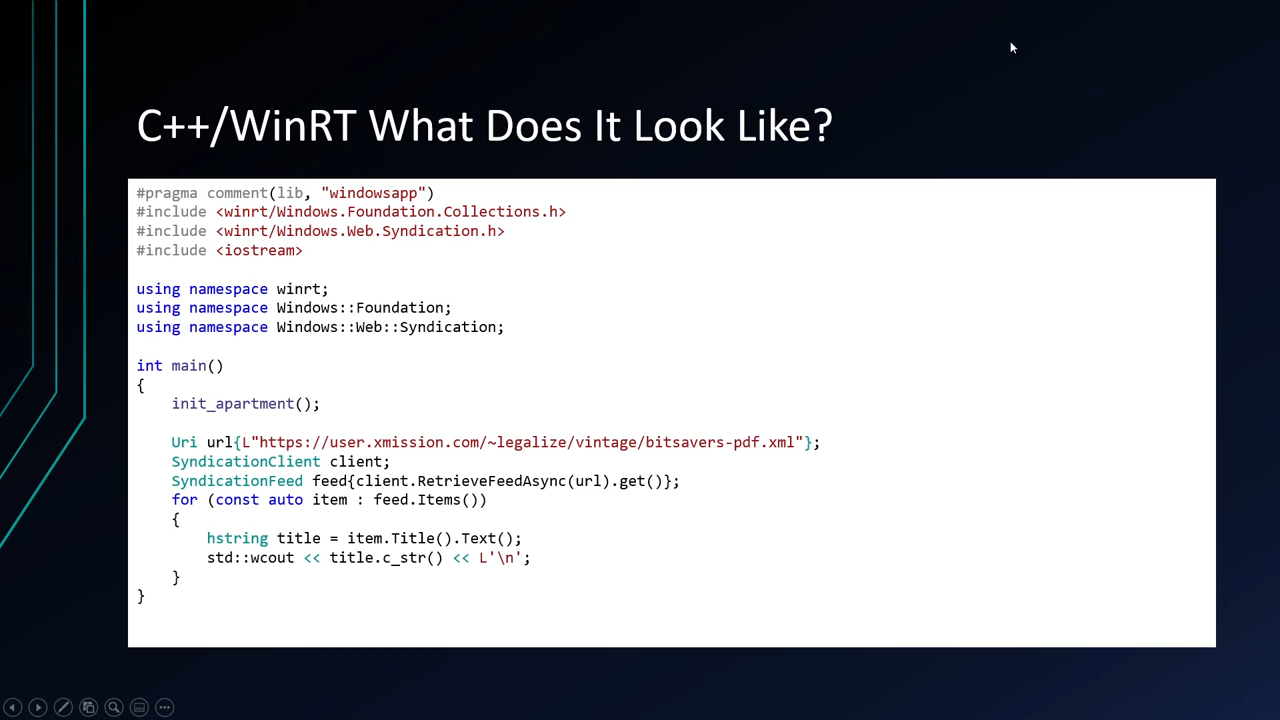 C++/WinRT What Does It Look Like?
#pragma comment(lib, "windowsapp")
#include <winrt/Windows.Foundation.Collections.h>
#include <winrt/Windows.Web.Syndication.h>
#include <iostream>
using namespace winrt;
using namespace Windows::Foundation;
using namespace Windows::Web::Syndication;
int main()
{
    init_apartment();
    Uri url{L"https://user.xmission.com/~legalize/vintage/bitsavers-pdf.xml"};
    SyndicationClient client;
    SyndicationFeed feed{client.RetrieveFeedAsync(url).get()};
    for (const auto item : feed.Items())
    {
        hstring title = item.Title().Text();
        std::wcout << title.c_str() << L'\n';
    }
}